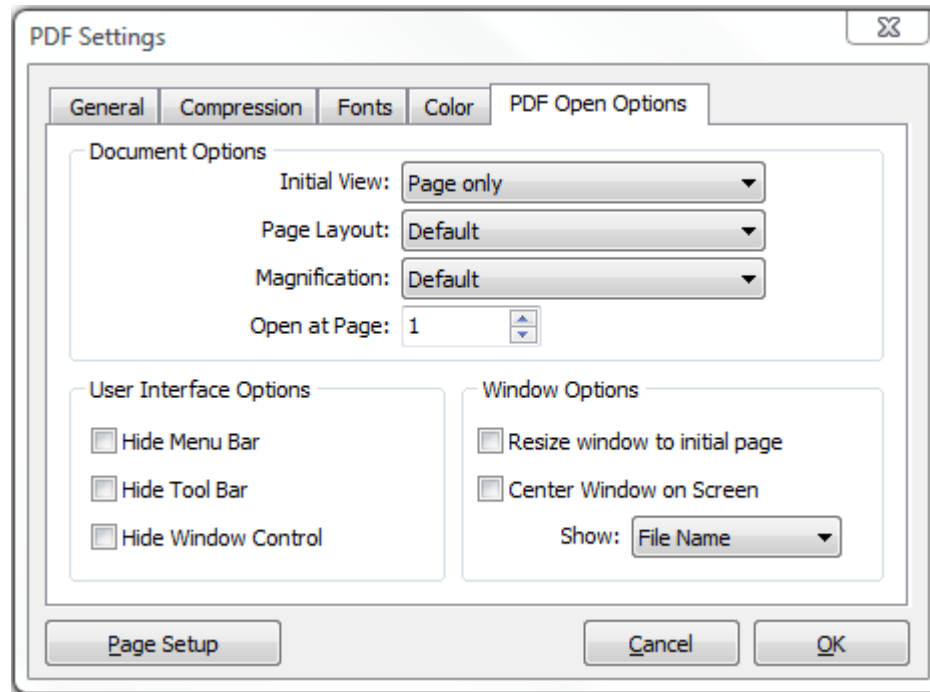 PDF Settings
General Compression Fonts Color PDF Open Options
Document Options
Initial View: Page only
Page Layout: Default
Magnification: Default
Open at Page: 1
User Interface Options
Hide Menu Bar
Hide Tool Bar
Hide Window Control
Window Options
Resize window to initial page
Center Window on Screen
Show: File Name
Page Setup Cancel OK